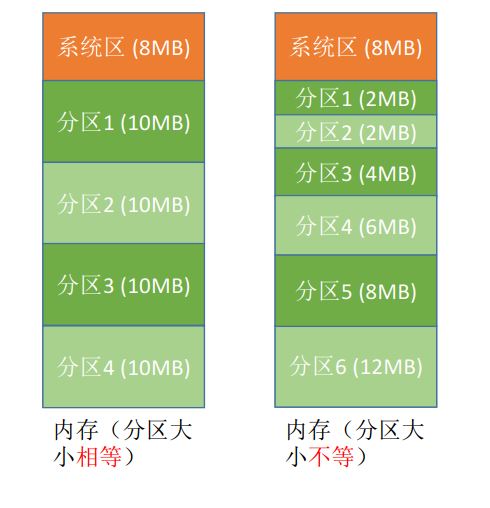 系统区 (8MB)
分区1 (10MB)
分区2 (10MB)
分区3 (10MB)
分区4 (10MB)
内存（分区大
小相等）
系统区 (8MB)
分区1 (2MB)
分区2 (2MB)
分区3 (4MB)
分区4 (6MB)
分区5 (8MB)
分区6 (12MB)
内存（分区大
小不等）